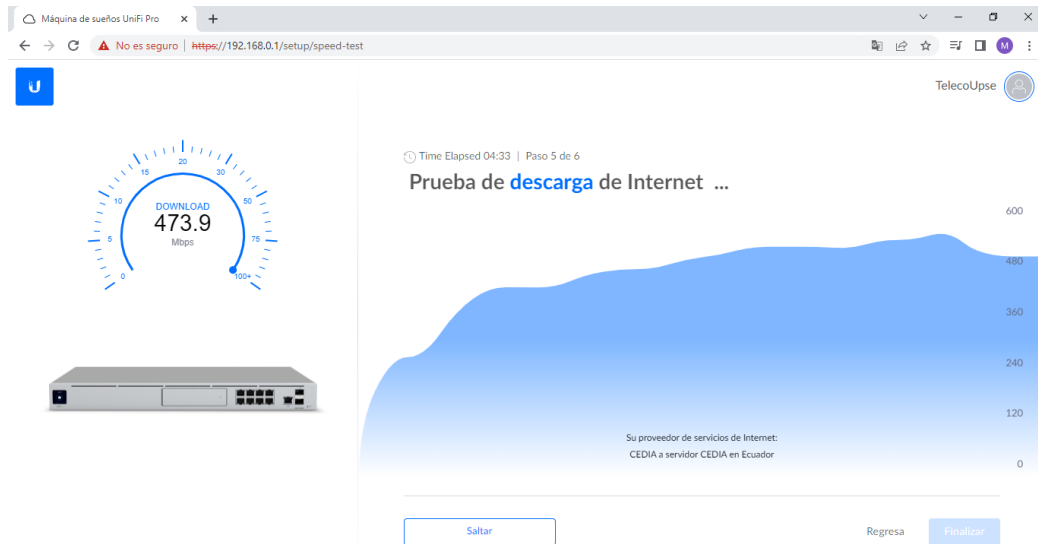 Máquina de sueños UniFi Pro
No es seguro | https://192.168.0.1/setup/speed-test
M
U
TelecoUpse
Time Elapsed 04:33 | Paso 5 de 6
Prueba de descarga de Internet ...
0
5
10
15
20
30
50
75
100+
DOWNLOAD
473.9
Mbps
600
480
360
240
120
0
Su proveedor de servicios de Internet:
CEDIA a servidor CEDIA en Ecuador
Saltar
Regresa
Finalizar